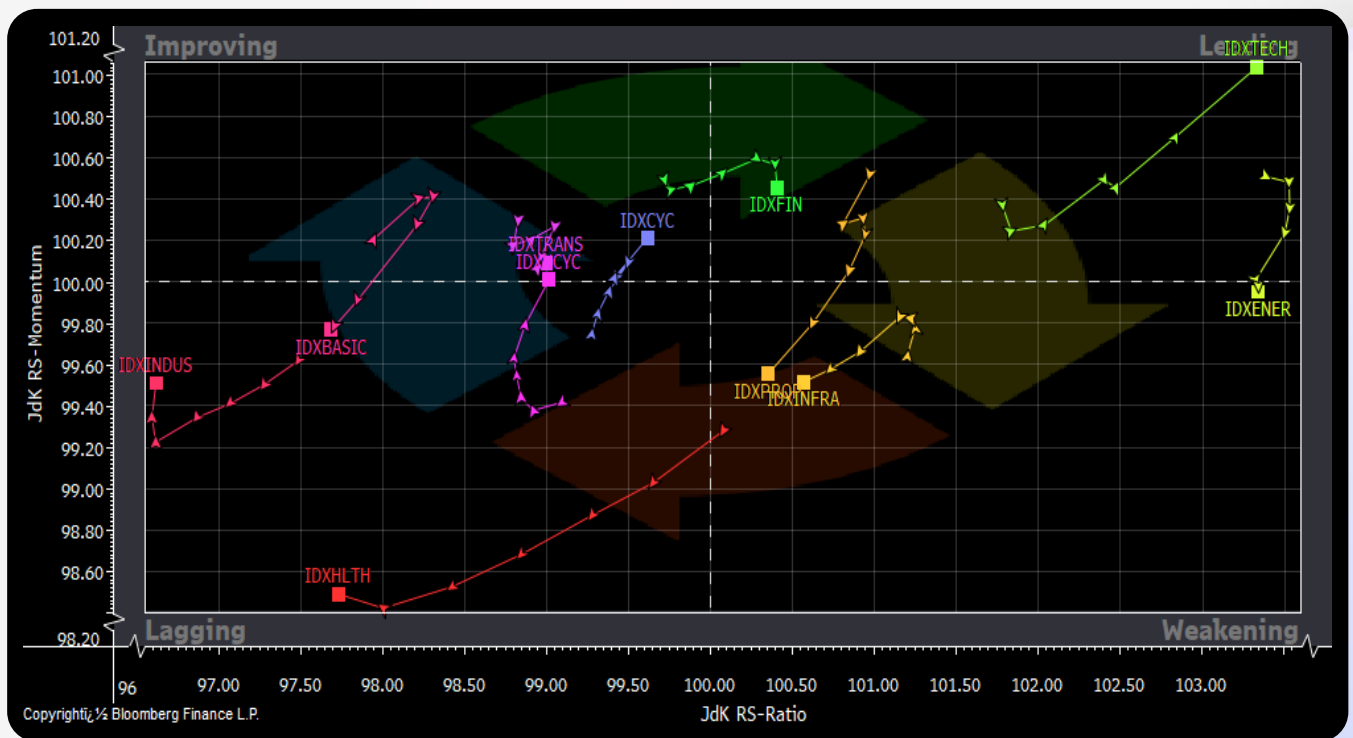 101.20
Improving
Leading
IDXTECH
101.00
100.80
100.60
100.40
IDXFIN
IDXCYC
100.20
IDXTRANS
100.00
IDXENER
99.80
IDXBASIC
99.60
IDXINDUS
IDXINFRA
99.40
99.20
99.00
98.80
98.60
IDXHLTH
98.20
Lagging
Weakening
JdK RS-Momentum
96
97.00
97.50
98.00
98.50
99.00
99.50
100.00
100.50
101.00
101.50
102.00
102.50
103.00
JdK RS-Ratio
Copyrightï¿½ Bloomberg Finance L.P.